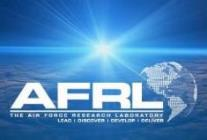 AFRL
THE AIR FORCE RESEARCH LABORATORY
LEAD | DISCOVER | DEVELOP | DELIVER